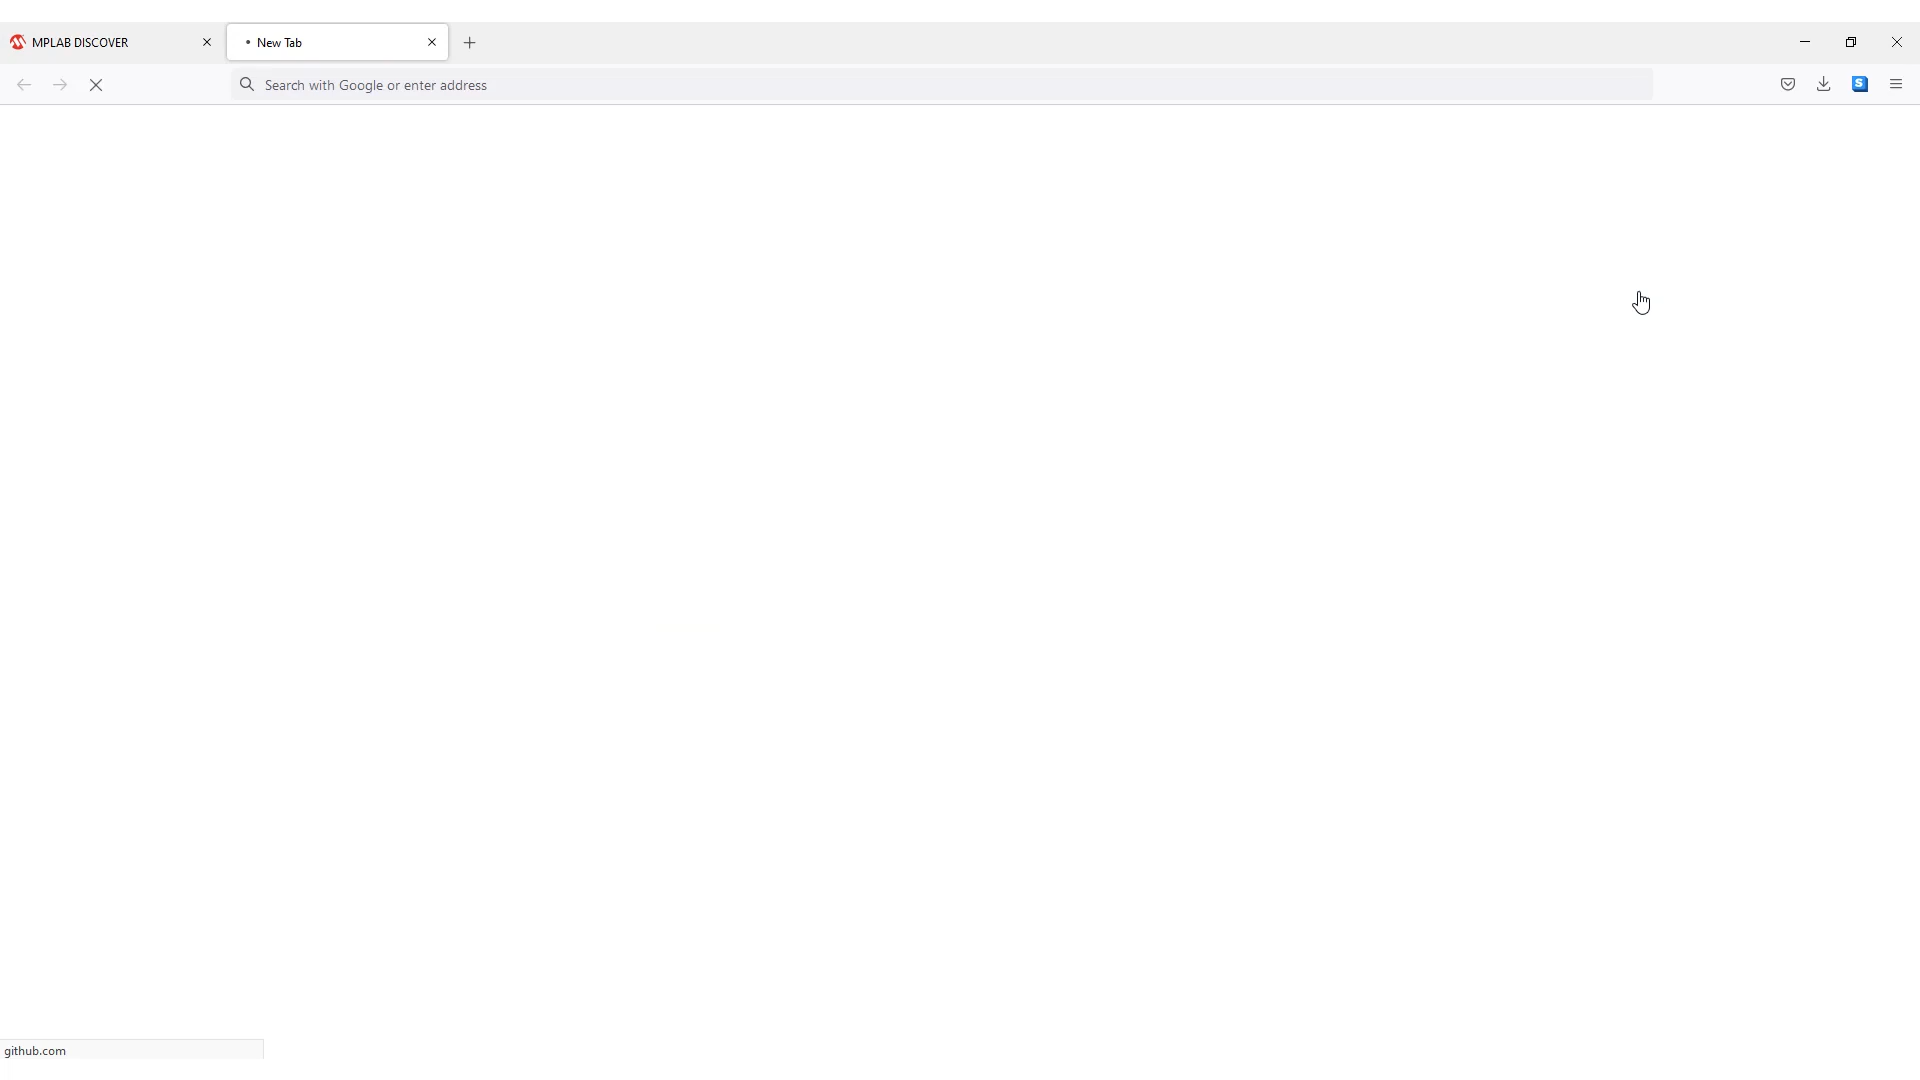 MPLAB DISCOVER
New Tab
Search with Google or enter address
S
github.com